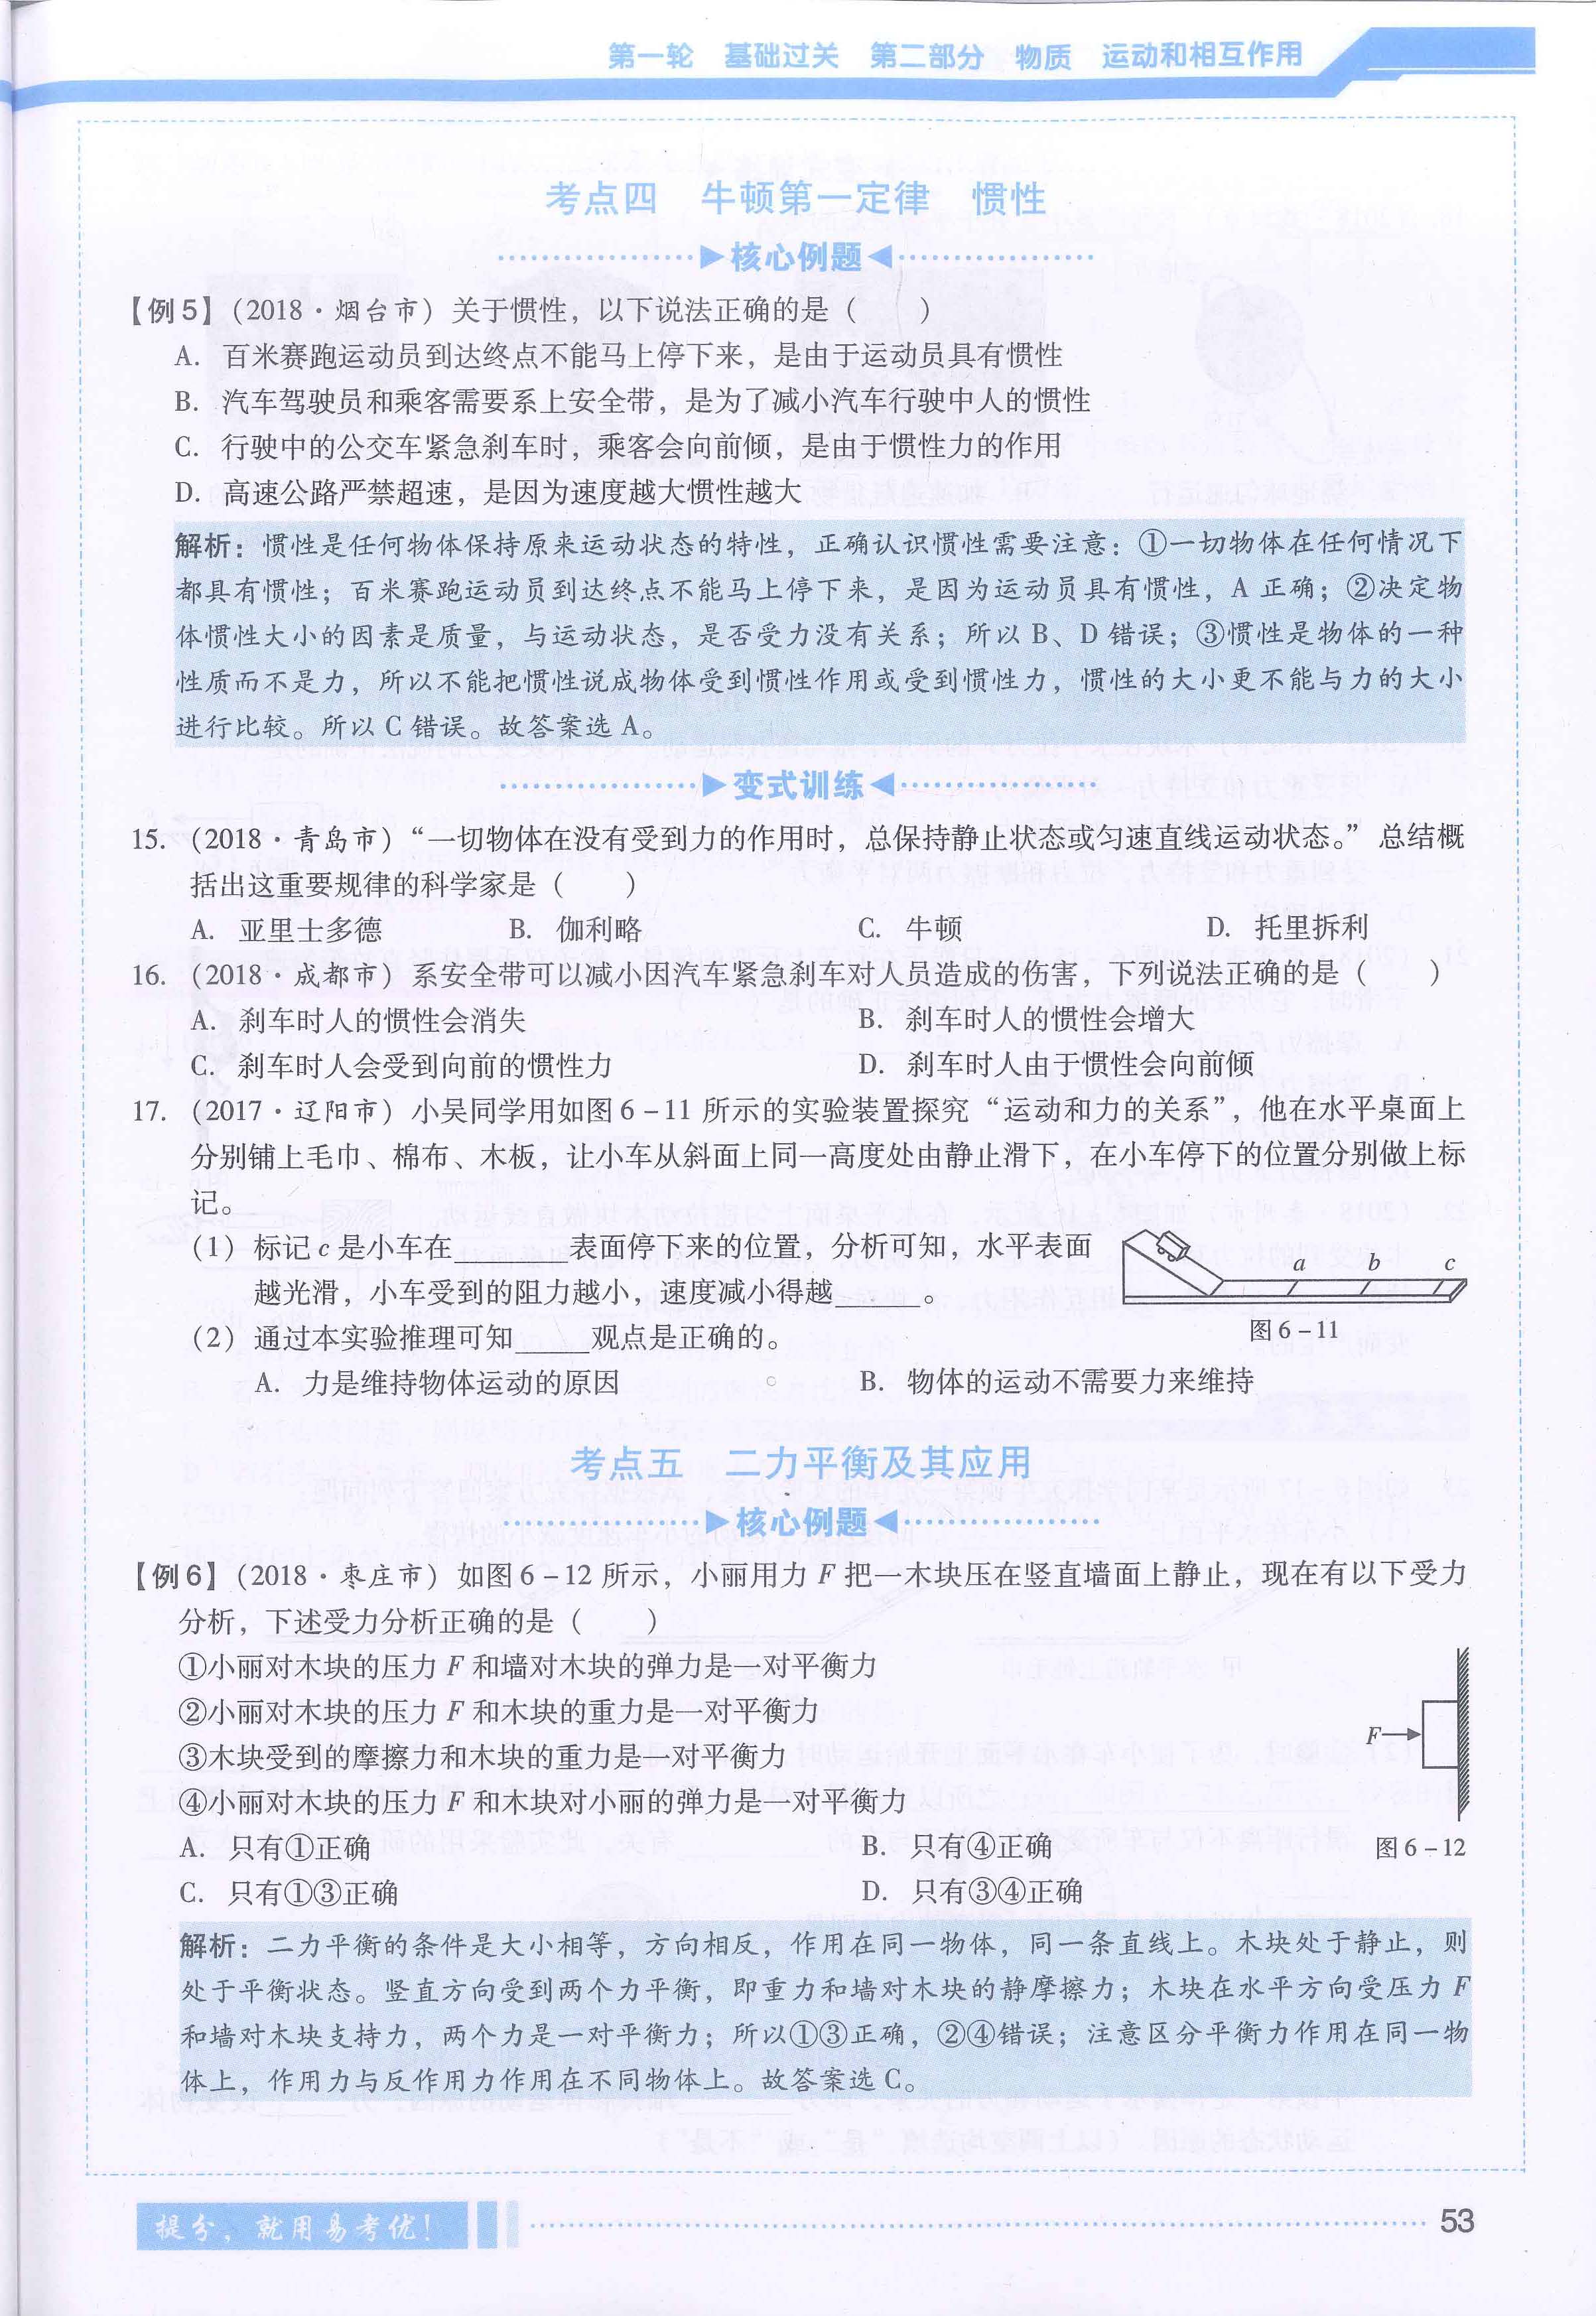 第一轮 基础过关 第二部分 物质 运动和相互作用
考点四 牛顿第一定律 惯性
核心例题
【例5】(2018·烟台市)关于惯性，以下说法正确的是（ ）
A. 百米赛跑运动员到达终点不能马上停下来，是由于运动员具有惯性
B. 汽车驾驶员和乘客需要系上安全带，是为了减小汽车行驶中人的惯性
C. 行驶中的公交车紧急刹车时，乘客会向前倾，是由于惯性力的作用
D. 高速公路严禁超速，是因为速度越大惯性越大
解析：惯性是任何物体保持原来运动状态的特性，正确认识惯性需要注意：①一切物体在任何情况下
都具有惯性；百米赛跑运动员到达终点不能马上停下来，是因为运动员具有惯性，A 正确；②决定物
体惯性大小的因素是质量，与运动状态，是否受力没有关系；所以 B、D 错误；③惯性是物体的一种
性质而不是力，所以不能把惯性说成物体受到惯性作用或受到惯性力，惯性的大小更不能与力的大小
进行比较。所以 C 错误。故答案选 A。
变式训练
15. (2018·青岛市)“一切物体在没有受到力的作用时，总保持静止状态或匀速直线运动状态。” 总结概
括出这重要规律的科学家是（ ）
A. 亚里士多德 B. 伽利略 C. 牛顿 D. 托里拆利
16. (2018·成都市) 系安全带可以减小因汽车紧急刹车对人员造成的伤害，下列说法正确的是（ ）
A. 刹车时人的惯性会消失 B. 刹车时人的惯性会增大
C. 刹车时人会受到向前的惯性力 D. 刹车时人由于惯性会向前倾
17. (2017·辽阳市) 小吴同学用如图 6-11 所示的实验装置探究“运动和力的关系”，他在水平桌面上
分别铺上毛巾、棉布、木板，让小车从斜面上同一高度处由静止滑下，在小车停下的位置分别做上标
记。
(1) 标记 c 是小车在________表面停下来的位置，分析可知，水平表面
越光滑，小车受到的阻力越小，速度减小得越______。
(2) 通过本实验推理可知_____观点是正确的。
A. 力是维持物体运动的原因 B. 物体的运动不需要力来维持
a b c
图 6-11
考点五 二力平衡及其应用
核心例题
【例6】(2018·枣庄市) 如图 6-12 所示，小丽用力 F 把一木块压在竖直墙面上静止，现在有以下受力
分析，下述受力分析正确的是（ ）
①小丽对木块的压力 F 和墙对木块的弹力是一对平衡力
②小丽对木块的压力 F 和木块的重力是一对平衡力
③木块受到的摩擦力和木块的重力是一对平衡力
④小丽对木块的压力 F 和木块对小丽的弹力是一对平衡力
A. 只有①正确 B. 只有④正确
C. 只有①③正确 D. 只有③④正确
F
图 6-12
解析：二力平衡的条件是大小相等，方向相反，作用在同一物体，同一条直线上。木块处于静止，则
处于平衡状态。竖直方向受到两个力平衡，即重力和墙对木块的静摩擦力；木块在水平方向受压力 F
和墙对木块支持力，两个力是一对平衡力；所以①③正确，②④错误；注意区分平衡力作用在同一物
体上，作用力与反作用力作用在不同物体上。故答案选 C。
提分，就用易考优！
53